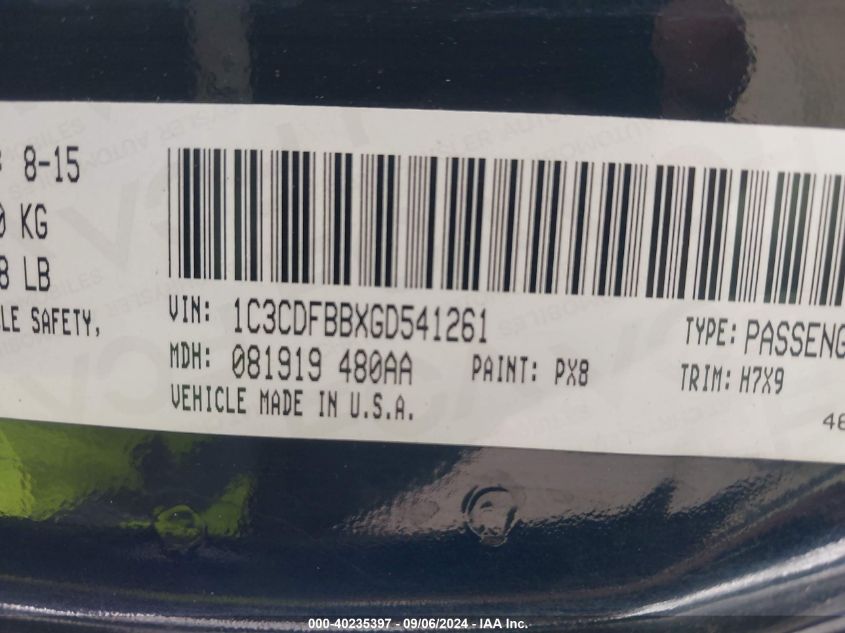 8-15
KG
LB
LE SAFETY,
VIN: 1C3CDFBBXGD541261
TYPE: PASSENG
MDH: 081919 480AA
PAINT: PX8
TRIM: H7X9
VEHICLE MADE IN U.S.A.
000-40235397 - 09/06/2024 - IAA Inc.